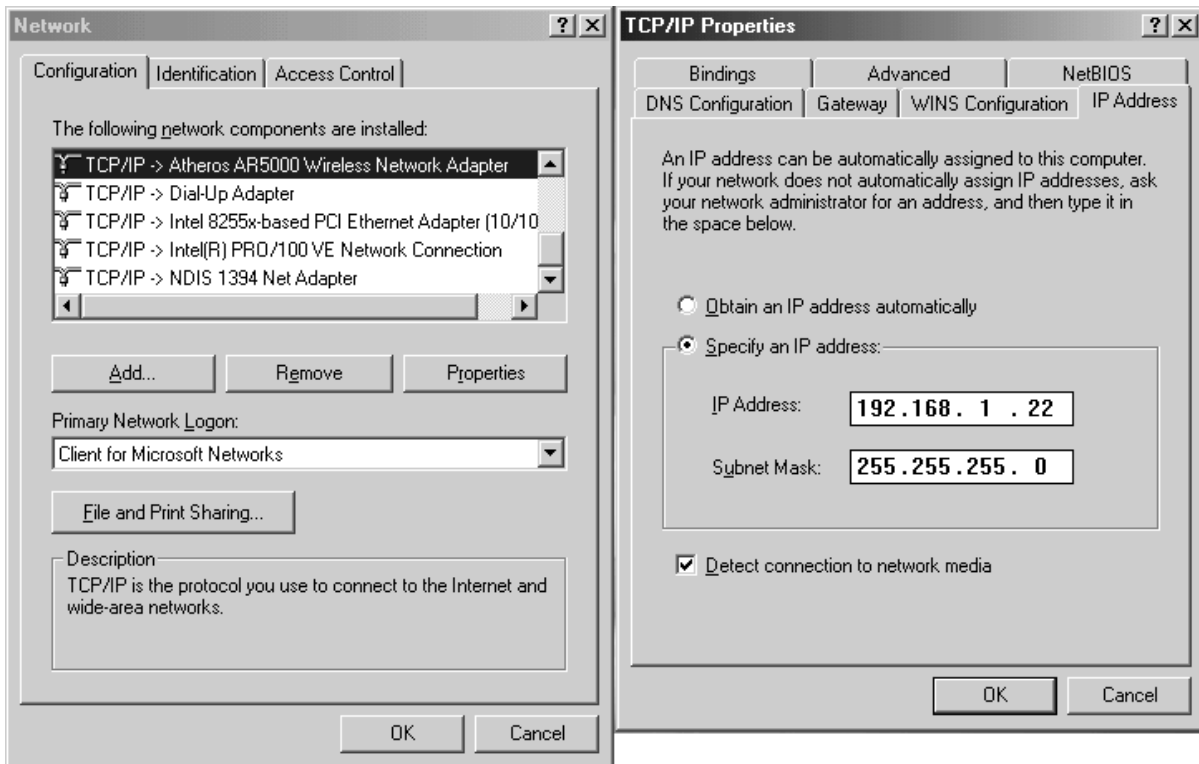 Network
Configuration
Identification
Access Control
The following network components are installed:
TCP/IP -> Atheros AR5000 Wireless Network Adapter
TCP/IP -> Dial-Up Adapter
TCP/IP -> Intel 8255x-based PCI Ethernet Adapter (10/10
TCP/IP -> Intel(R) PRO/100 VE Network Connection
TCP/IP -> NDIS 1394 Net Adapter
Add...
Remove
Properties
Primary Network Logon:
Client for Microsoft Networks
File and Print Sharing...
Description
TCP/IP is the protocol you use to connect to the Internet and
wide-area networks.
OK
Cancel
TCP/IP Properties
Bindings
Advanced
NetBIOS
DNS Configuration
Gateway
WINS Configuration
IP Address
An IP address can be automatically assigned to this computer.
If your network does not automatically assign IP addresses, ask
your network administrator for an address, and then type it in
the space below.
Obtain an IP address automatically
Specify an IP address:
IP Address:
192.168. 1 . 22
Subnet Mask:
255.255.255. 0
Detect connection to network media
OK
Cancel